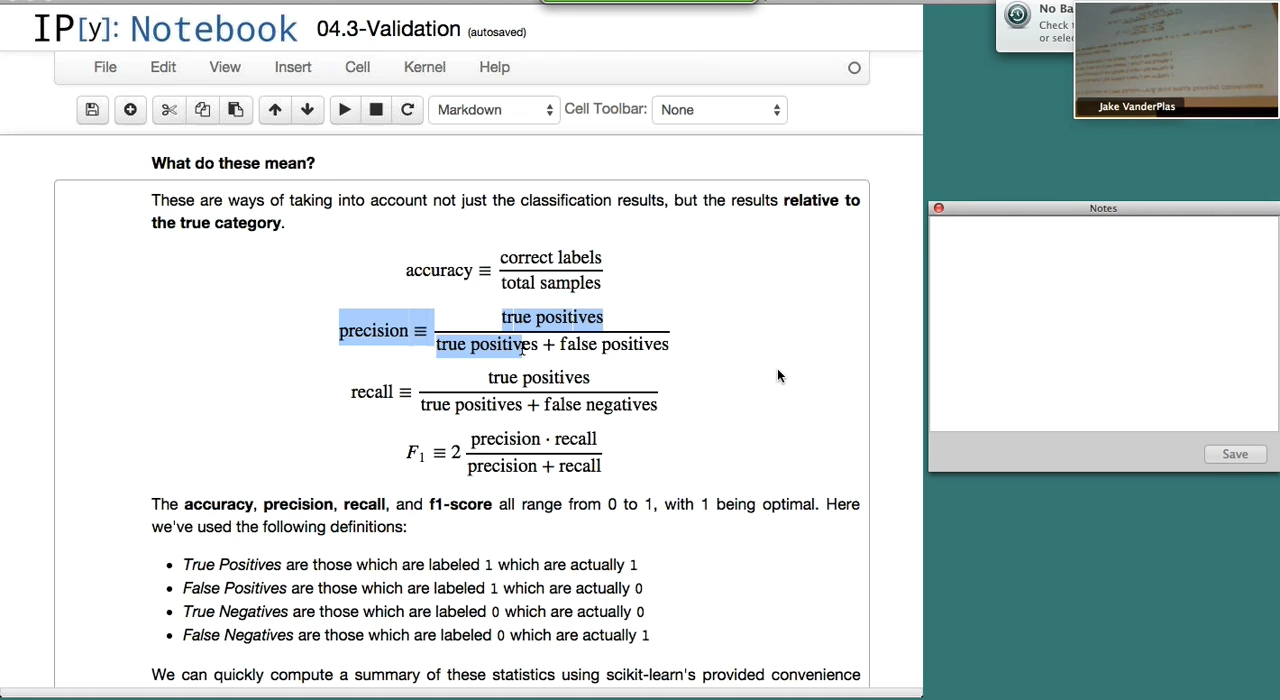 IP[y]: Notebook 04.3-Validation (autosaved)
File Edit View Insert Cell Kernel Help
Markdown Cell Toolbar: None
What do these mean?
These are ways of taking into account not just the classification results, but the results relative to
the true category.
accuracy ≡ correct labels
total samples
precision ≡ true positives
true positives + false positives
recall ≡ true positives
true positives + false negatives
F1 ≡ 2 precision · recall
precision + recall
The accuracy, precision, recall, and f1-score all range from 0 to 1, with 1 being optimal. Here
we've used the following definitions:
• True Positives are those which are labeled 1 which are actually 1
• False Positives are those which are labeled 1 which are actually 0
• True Negatives are those which are labeled 0 which are actually 0
• False Negatives are those which are labeled 0 which are actually 1
We can quickly compute a summary of these statistics using scikit-learn's provided convenience
No Ba
Check
or sele
Jake VanderPlas
Notes
Save